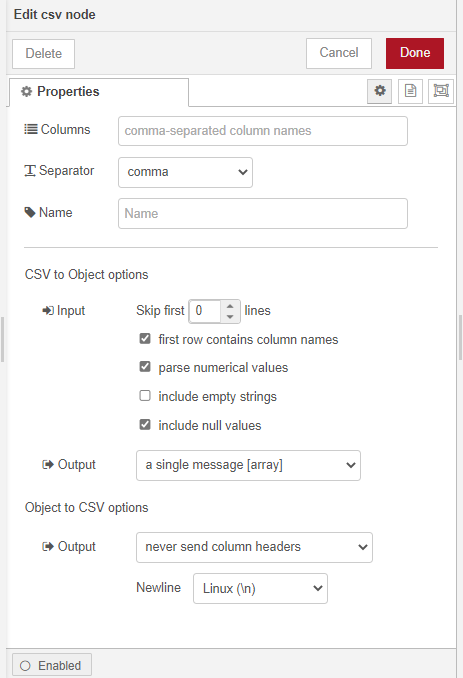 Edit csv node
Delete
Cancel
Done
Properties
Columns
comma-separated column names
Separator
comma
Name
Name
CSV to Object options
Input
Skip first 0 lines
first row contains column names
parse numerical values
include empty strings
include null values
Output
a single message [array]
Object to CSV options
Output
never send column headers
Newline
Linux (\n)
Enabled